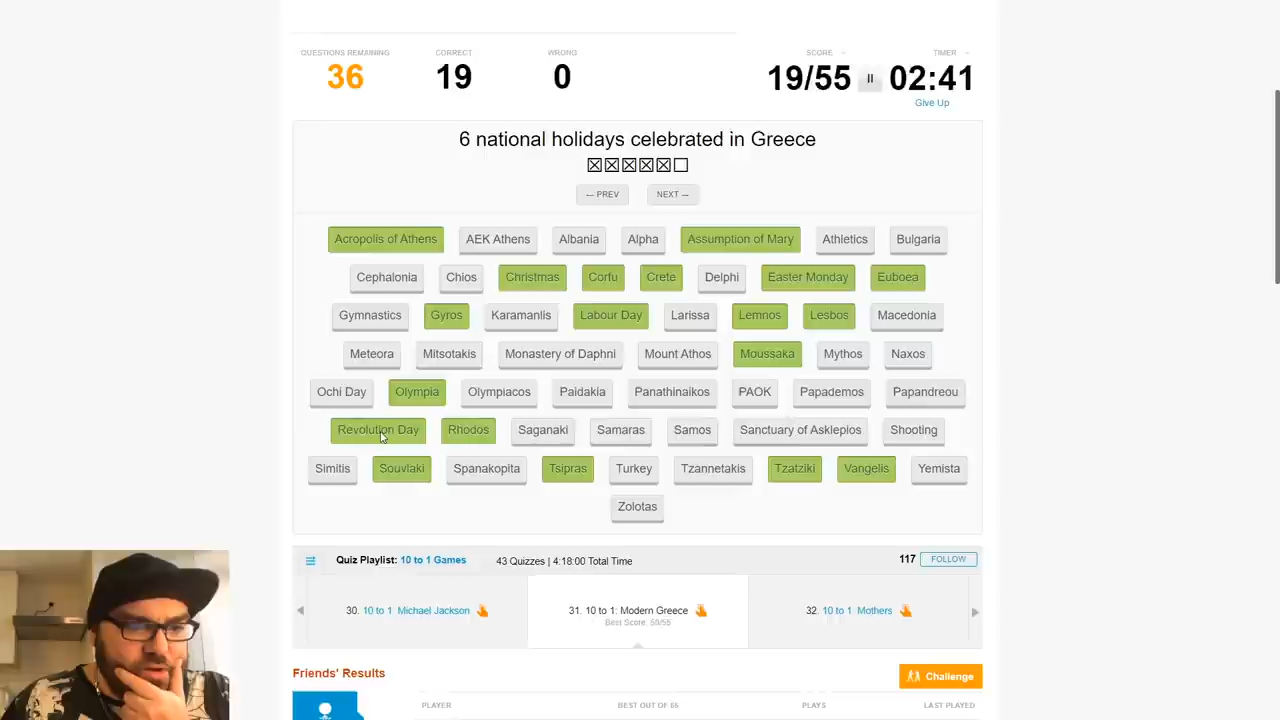 QUESTIONS REMAINING CORRECT WRONG SCORE TIMER
36 19 0 19/55 02:41
Give Up
6 national holidays celebrated in Greece
← PREV NEXT →
Acropolis of Athens AEK Athens Albania Alpha Assumption of Mary Athletics Bulgaria
Cephalonia Chios Christmas Corfu Crete Delphi Easter Monday Euboea
Gymnastics Gyros Karamanlis Labour Day Larissa Lemnos Lesbos Macedonia
Meteora Mitsotakis Monastery of Daphni Mount Athos Moussaka Mythos Naxos
Ochi Day Olympia Olympiacos Paidakia Panathinaikos PAOK Papademos Papandreou
Revolution Day Rhodos Saganaki Samaras Samos Sanctuary of Asklepios Shooting
Simitis Souvlaki Spanakopita Tsipras Turkey Tzannetakis Tzatziki Vangelis Yemista
Zolotas
Quiz Playlist: 10 to 1 Games 43 Quizzes | 4:18:00 Total Time 117 FOLLOW
30. 10 to 1 Michael Jackson 31. 10 to 1: Modern Greece 32. 10 to 1 Mothers
Best Score: 50/55
Friends' Results Challenge
PLAYER BEST OUT OF 55 PLAYS LAST PLAYED